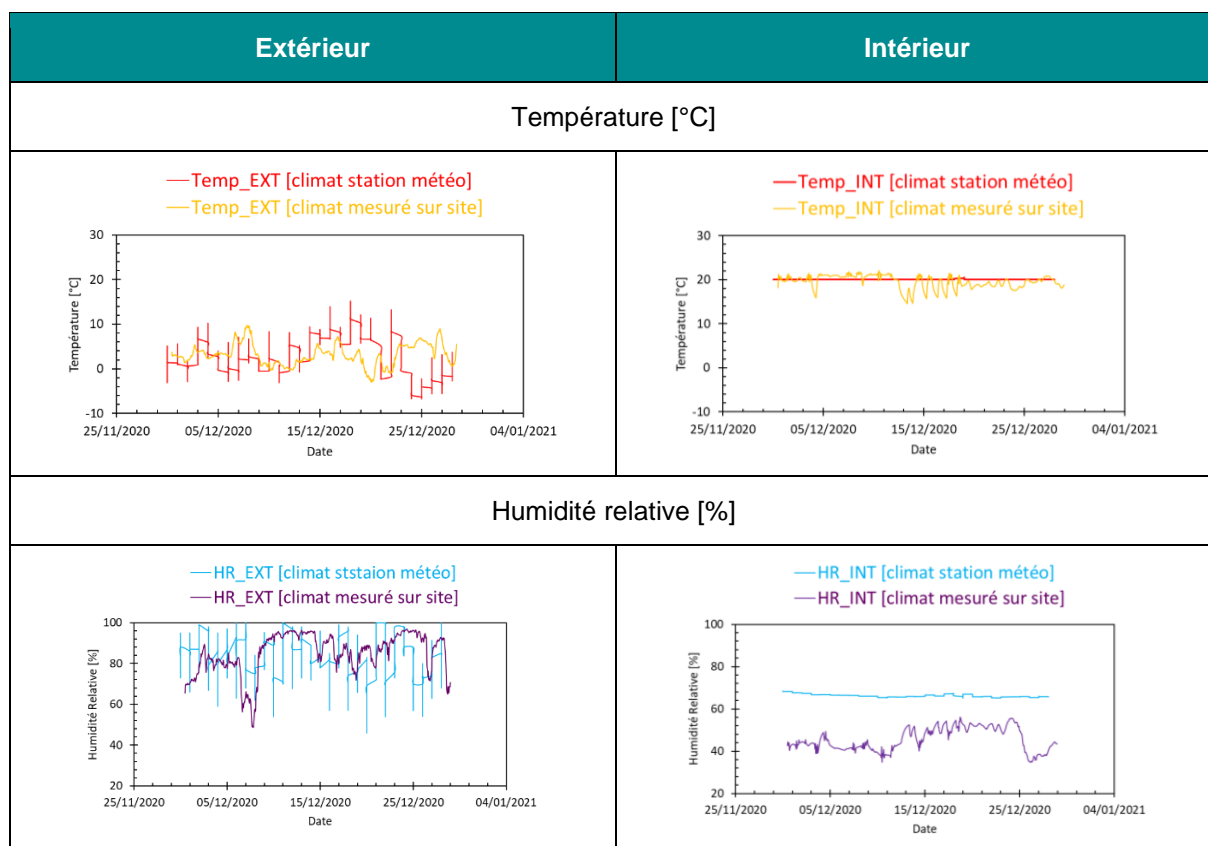 Extérieur
Intérieur
Température [°C]
Temp_EXT [climat station météo]
Temp_EXT [climat mesuré sur site]
30
20
10
0
-10
Température [°C]
25/11/2020 05/12/2020 15/12/2020 25/12/2020 04/01/2021
Date
Temp_INT [climat station météo]
Temp_INT [climat mesuré sur site]
30
20
10
0
-10
Température [°C]
25/11/2020 05/12/2020 15/12/2020 25/12/2020 04/01/2021
Date
Humidité relative [%]
HR_EXT [climat ststaion météo]
HR_EXT [climat mesuré sur site]
100
80
60
40
20
Humidité Relative [%]
25/11/2020 05/12/2020 15/12/2020 25/12/2020 04/01/2021
Date
HR_INT [climat station météo]
HR_INT [climat mesuré sur site]
100
80
60
40
20
Humidité Relative [%]
25/11/2020 05/12/2020 15/12/2020 25/12/2020 04/01/2021
Date